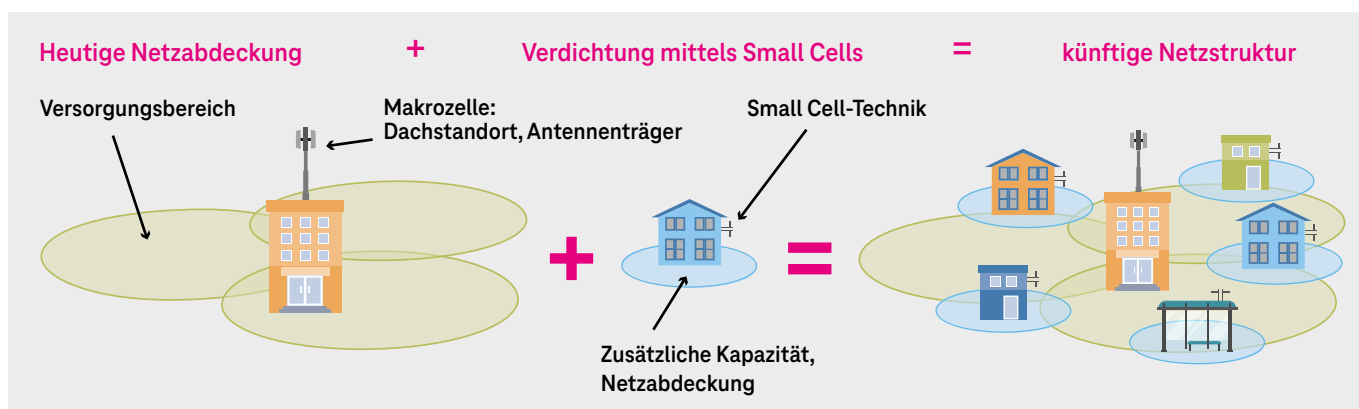 Heutige Netzabdeckung + Verdichtung mittels Small Cells = künftige Netzstruktur
Versorgungsbereich
Makrozelle:
Dachstandort, Antennenträger
Small Cell-Technik
+ =
Zusätzliche Kapazität,
Netzabdeckung